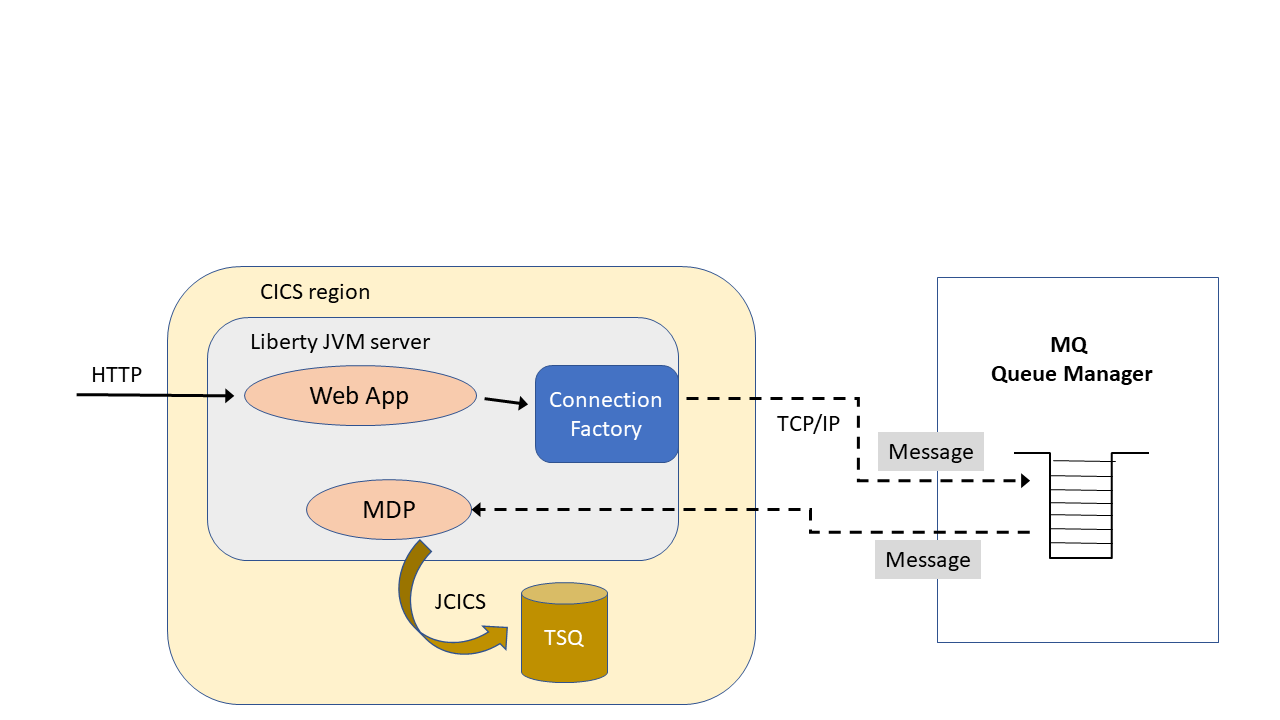 CICS region
Liberty JVM server
HTTP
Web App
Connection
Factory
TCP/IP
MQ
Queue Manager
Message
MDP
Message
JCICS
TSQ